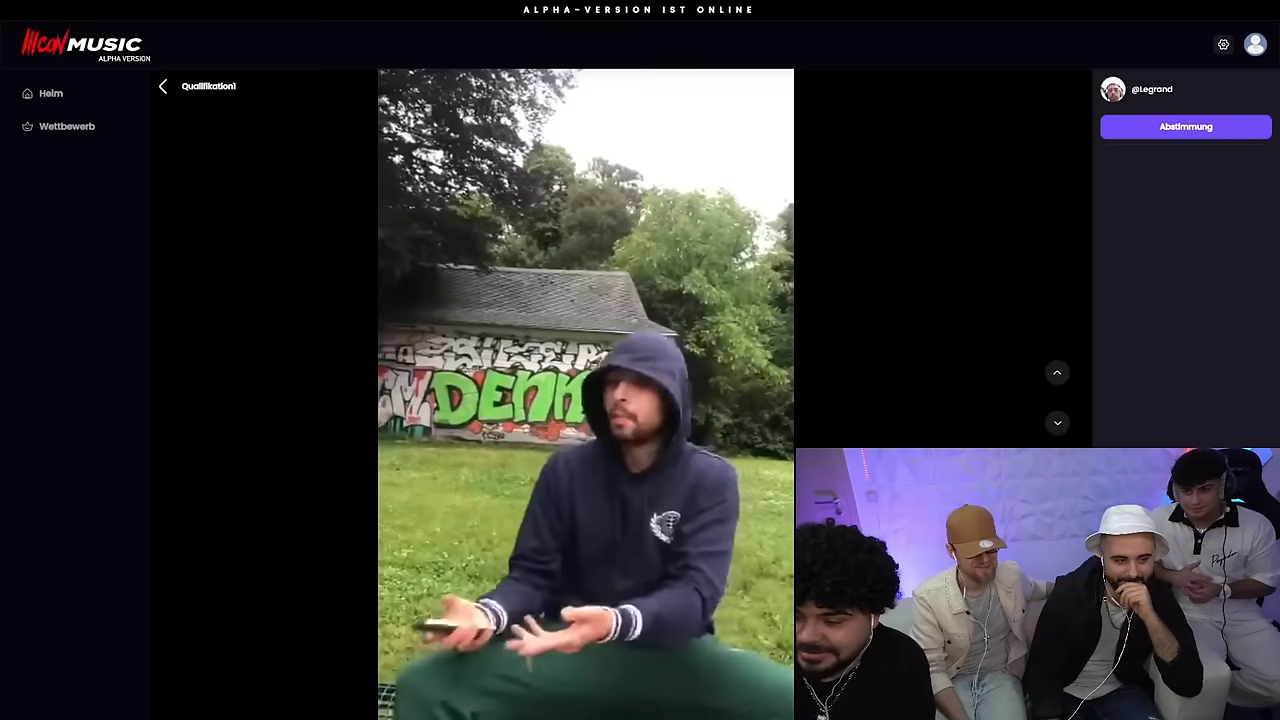 ALPHA-VERSION IST ONLINE
MUSIC
ALPHA VERSION
Heim
Wettbewerb
Qualifikation1
@Legrand
Abstimmung
DENN